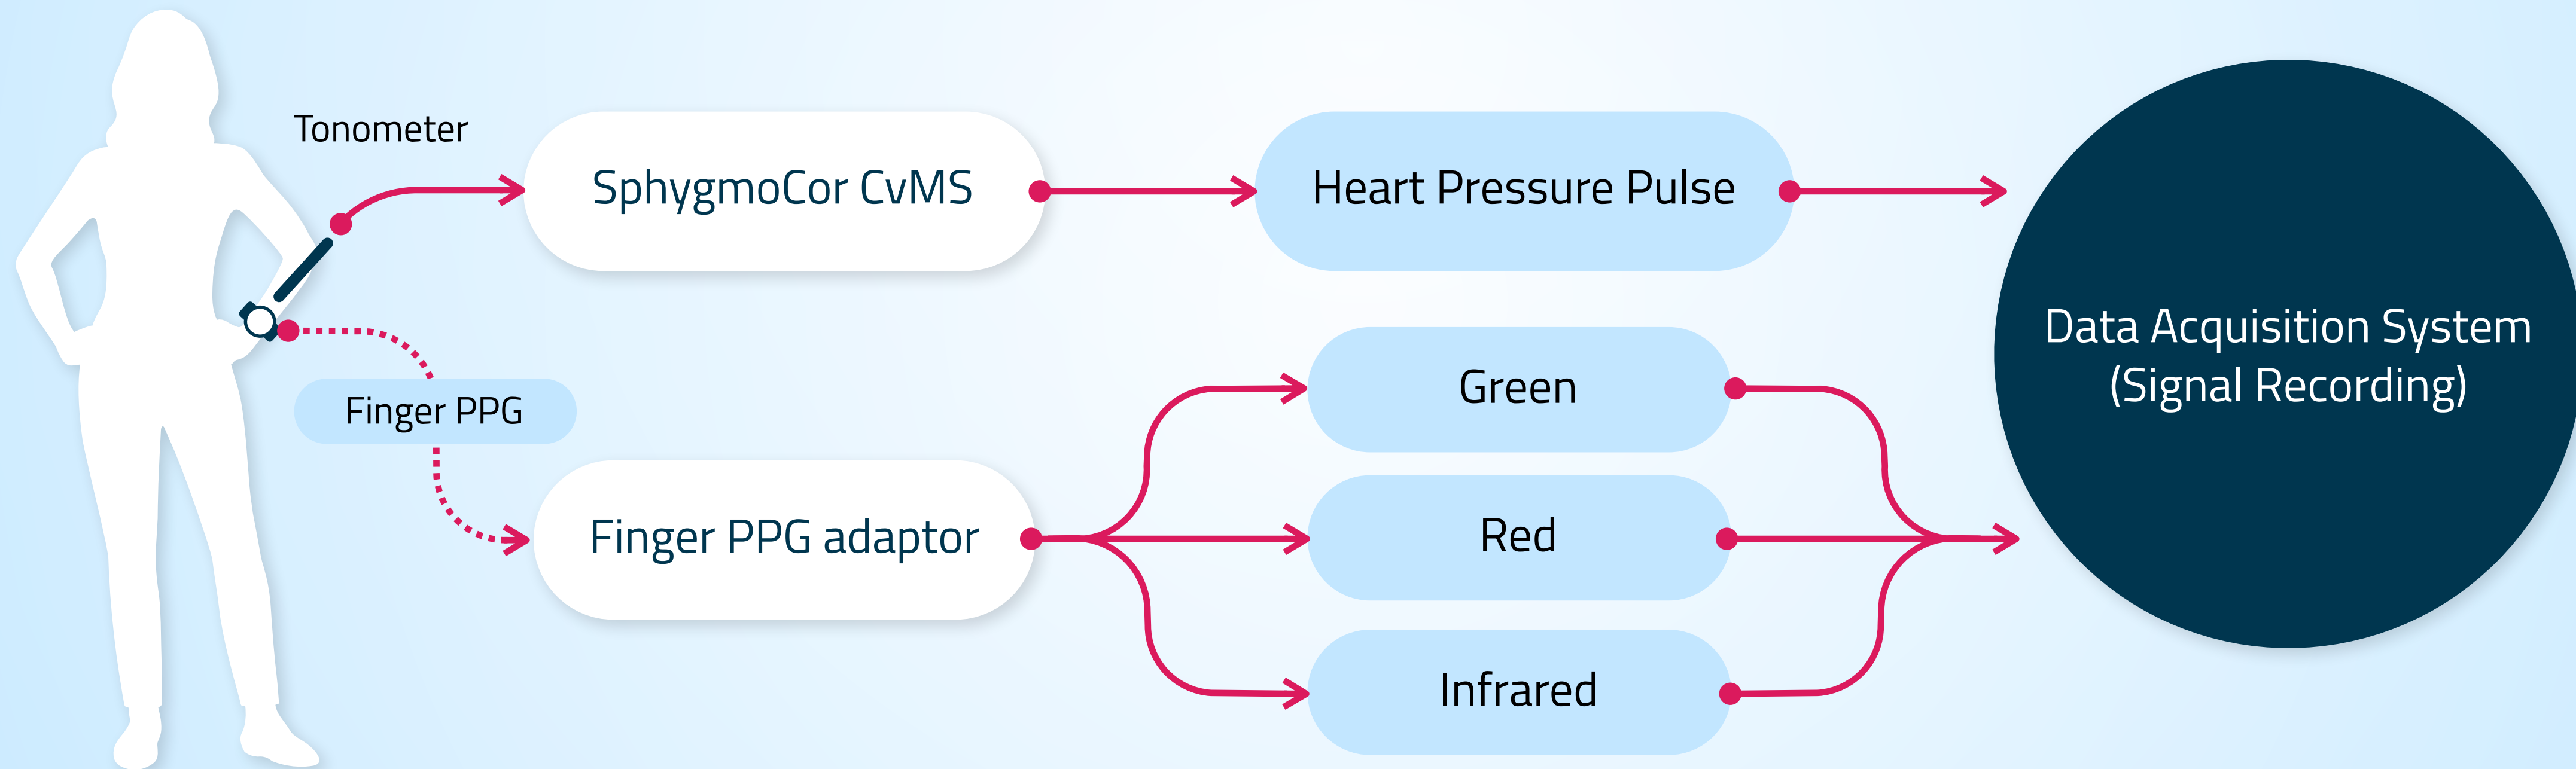 Tonometer
SphygmoCor CvMS
Heart Pressure Pulse
Data Acquisition System
(Signal Recording)
Finger PPG
Finger PPG adaptor
Green
Red
Infrared